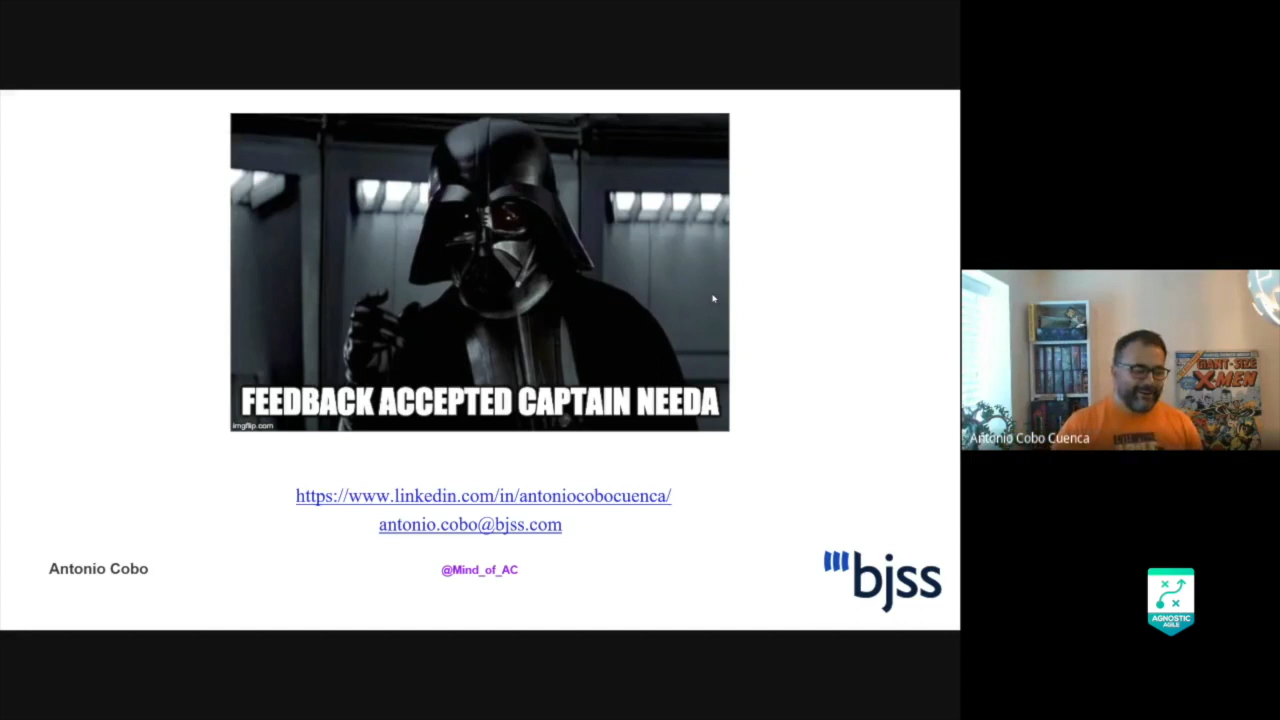 FEEDBACK ACCEPTED CAPTAIN NEEDA
imgflip.com
https://www.linkedin.com/in/antoniocobocuenca/
antonio.cobo@bjss.com
Antonio Cobo
@Mind_of_AC
bjss
GIANT-SIZE
X-MEN
Antonio Cobo Cuenca
AGNOSTIC
AGILE